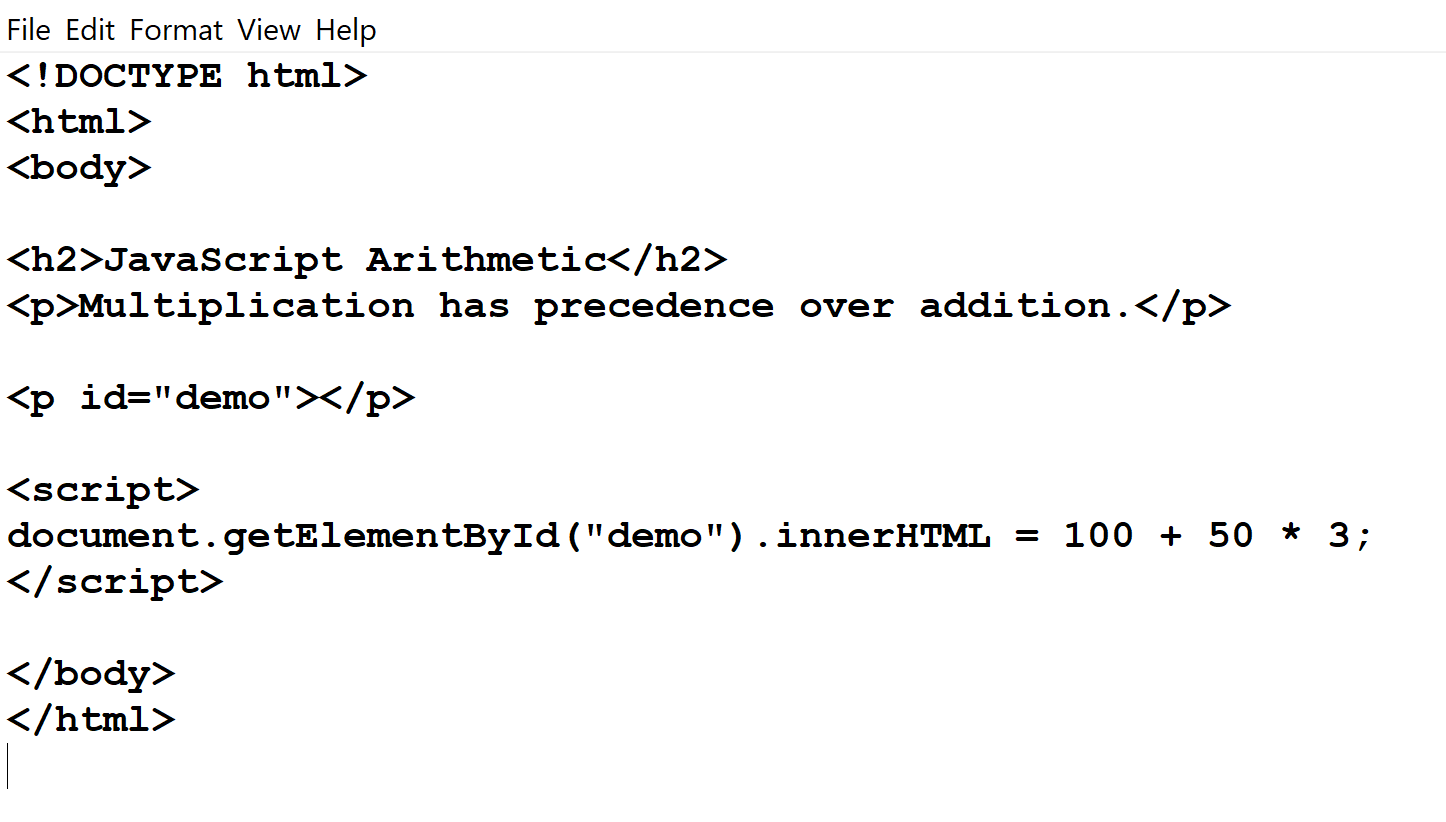 File Edit Format View Help
<!DOCTYPE html>
<html>
<body>
<h2>JavaScript Arithmetic</h2>
<p>Multiplication has precedence over addition.</p>
<p id="demo"></p>
<script>
document.getElementById("demo").innerHTML = 100 + 50 * 3;
</script>
</body>
</html>